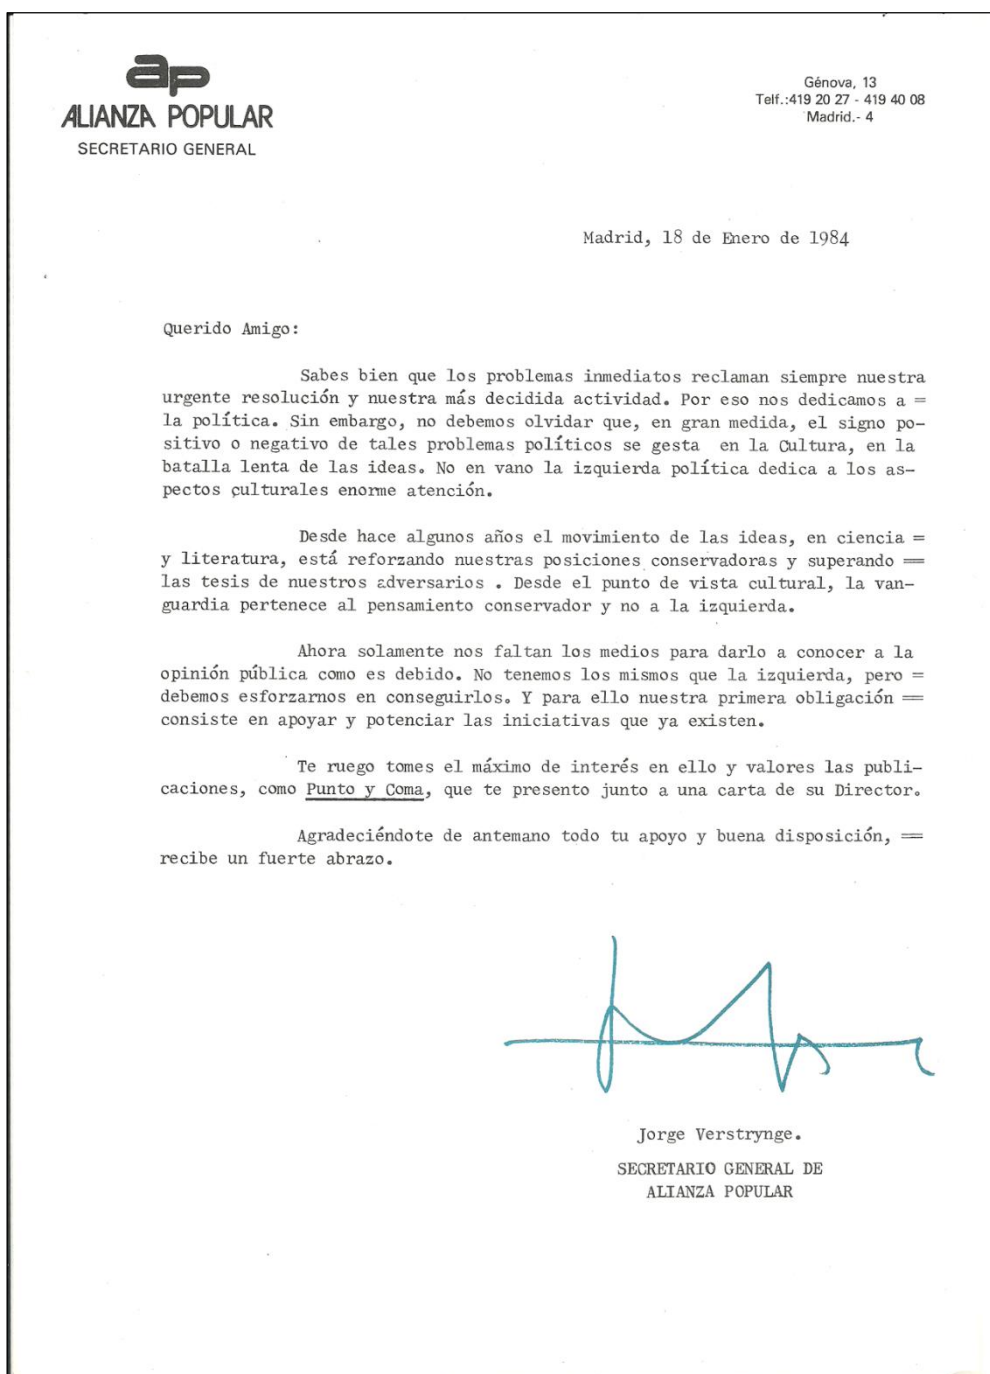 ap
ALIANZA POPULAR
SECRETARIO GENERAL
Génova, 13
Telf.:419 20 27 - 419 40 08
Madrid.- 4
Madrid, 18 de Enero de 1984
Querido Amigo:
Sabes bien que los problemas inmediatos reclaman siempre nuestra
urgente resolución y nuestra más decidida actividad. Por eso nos dedicamos a =
la política. Sin embargo, no debemos olvidar que, en gran medida, el signo po-
sitivo o negativo de tales problemas políticos se gesta en la Cultura, en la
batalla lenta de las ideas. No en vano la izquierda política dedica a los as-
pectos culturales enorme atención.
Desde hace algunos años el movimiento de las ideas, en ciencia =
y literatura, está reforzando nuestras posiciones conservadoras y superando ==
las tesis de nuestros adversarios . Desde el punto de vista cultural, la van-
guardia pertenece al pensamiento conservador y no a la izquierda.
Ahora solamente nos faltan los medios para darlo a conocer a la
opinión pública como es debido. No tenemos los mismos que la izquierda, pero =
debemos esforzarnos en conseguirlos. Y para ello nuestra primera obligación ==
consiste en apoyar y potenciar las iniciativas que ya existen.
Te ruego tomes el máximo de interés en ello y valores las publi-
caciones, como Punto y Coma, que te presento junto a una carta de su Director.
Agradeciéndote de antemano todo tu apoyo y buena disposición, ==
recibe un fuerte abrazo.
Jorge Verstrynge.
SECRETARIO GENERAL DE
ALIANZA POPULAR